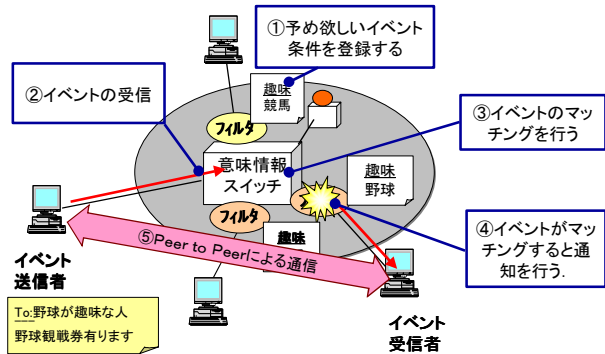 ①予め欲しいイベント
条件を登録する
②イベントの受信
趣味
競馬
フィルタ
③イベントのマッ
チングを行う
意味情報
スイッチ
趣味
野球
フィルタ
趣味
④イベントがマッ
チングすると通
知を行う.
⑤Peer to Peerによる通信
イベント
送信者
イベント
受信者
To:野球が趣味な人
野球観戦券有ります